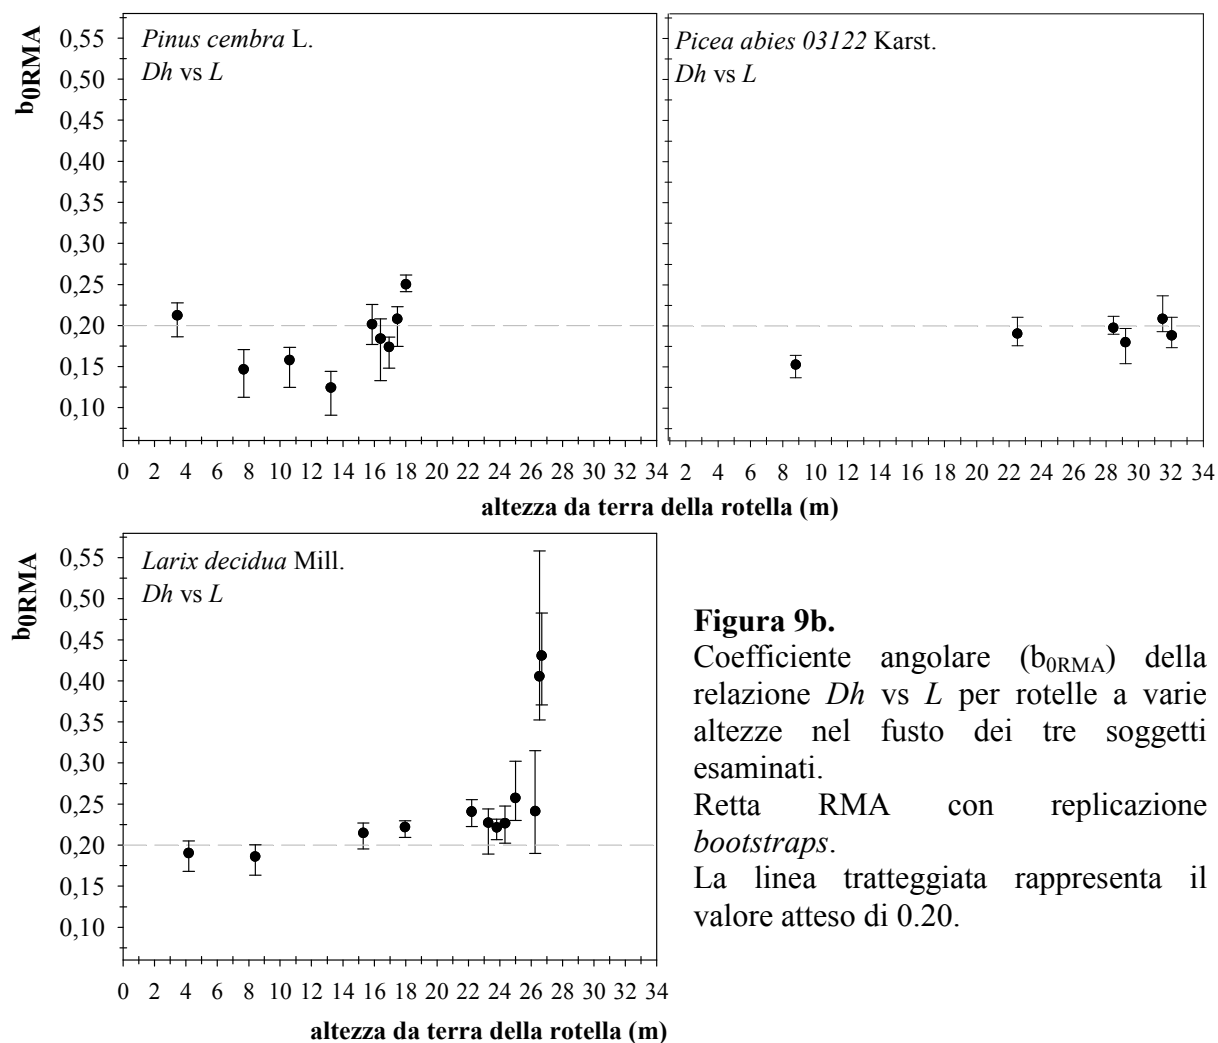 Pinus cembra L.
Dh vs L
b0RMA
0,55
0,50
0,45
0,40
0,35
0,30
0,25
0,20
0,15
0,10
0 2 4 6 8 10 12 14 16 18 20 22 24 26 28 30 32 34
Picea abies 03122 Karst.
Dh vs L
2 4 6 8 10 12 14 16 18 20 22 24 26 28 30 32 34
altezza da terra della rotella (m)
Larix decidua Mill.
Dh vs L
b0RMA
0,55
0,50
0,45
0,40
0,35
0,30
0,25
0,20
0,15
0,10
0 2 4 6 8 10 12 14 16 18 20 22 24 26 28 30 32 34
altezza da terra della rotella (m)
Figura 9b.
Coefficiente angolare (b0RMA) della
relazione Dh vs L per rotelle a varie
altezze nel fusto dei tre soggetti
esaminati.
Retta RMA con replicazione
bootstraps.
La linea tratteggiata rappresenta il
valore atteso di 0.20.